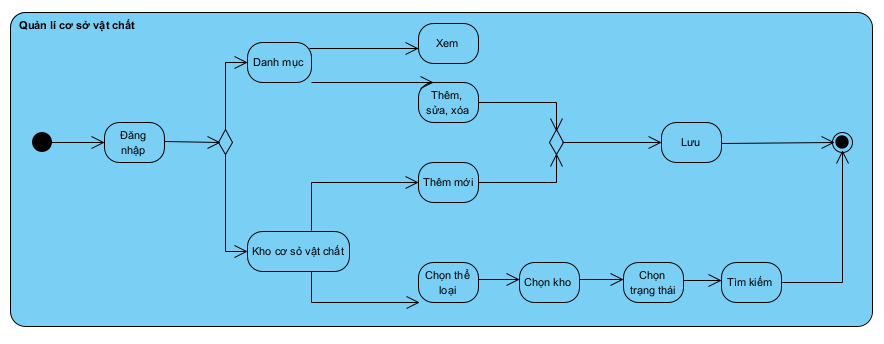 Quản lí cơ sở vật chất
Xem
Danh mục
Thêm,
sửa, xóa
Đăng
nhập
Lưu
Thêm mới
Kho cơ sỏ vật chất
Chọn thể
loại
Chọn kho
Chọn
trạng thái
Tìm kiếm